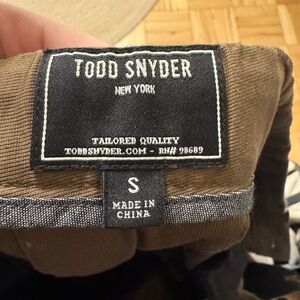 TODD SNYDER
NEW YORK
TAILORED QUALITY
TODDSNYDER.COM - RN# 98689
S
MADE IN
CHINA